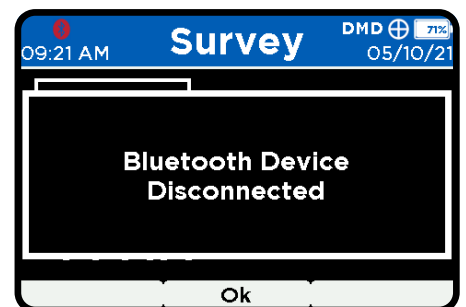 Survey
DMD 71%
09:21 AM
05/10/21
Bluetooth Device
Disconnected
Ok